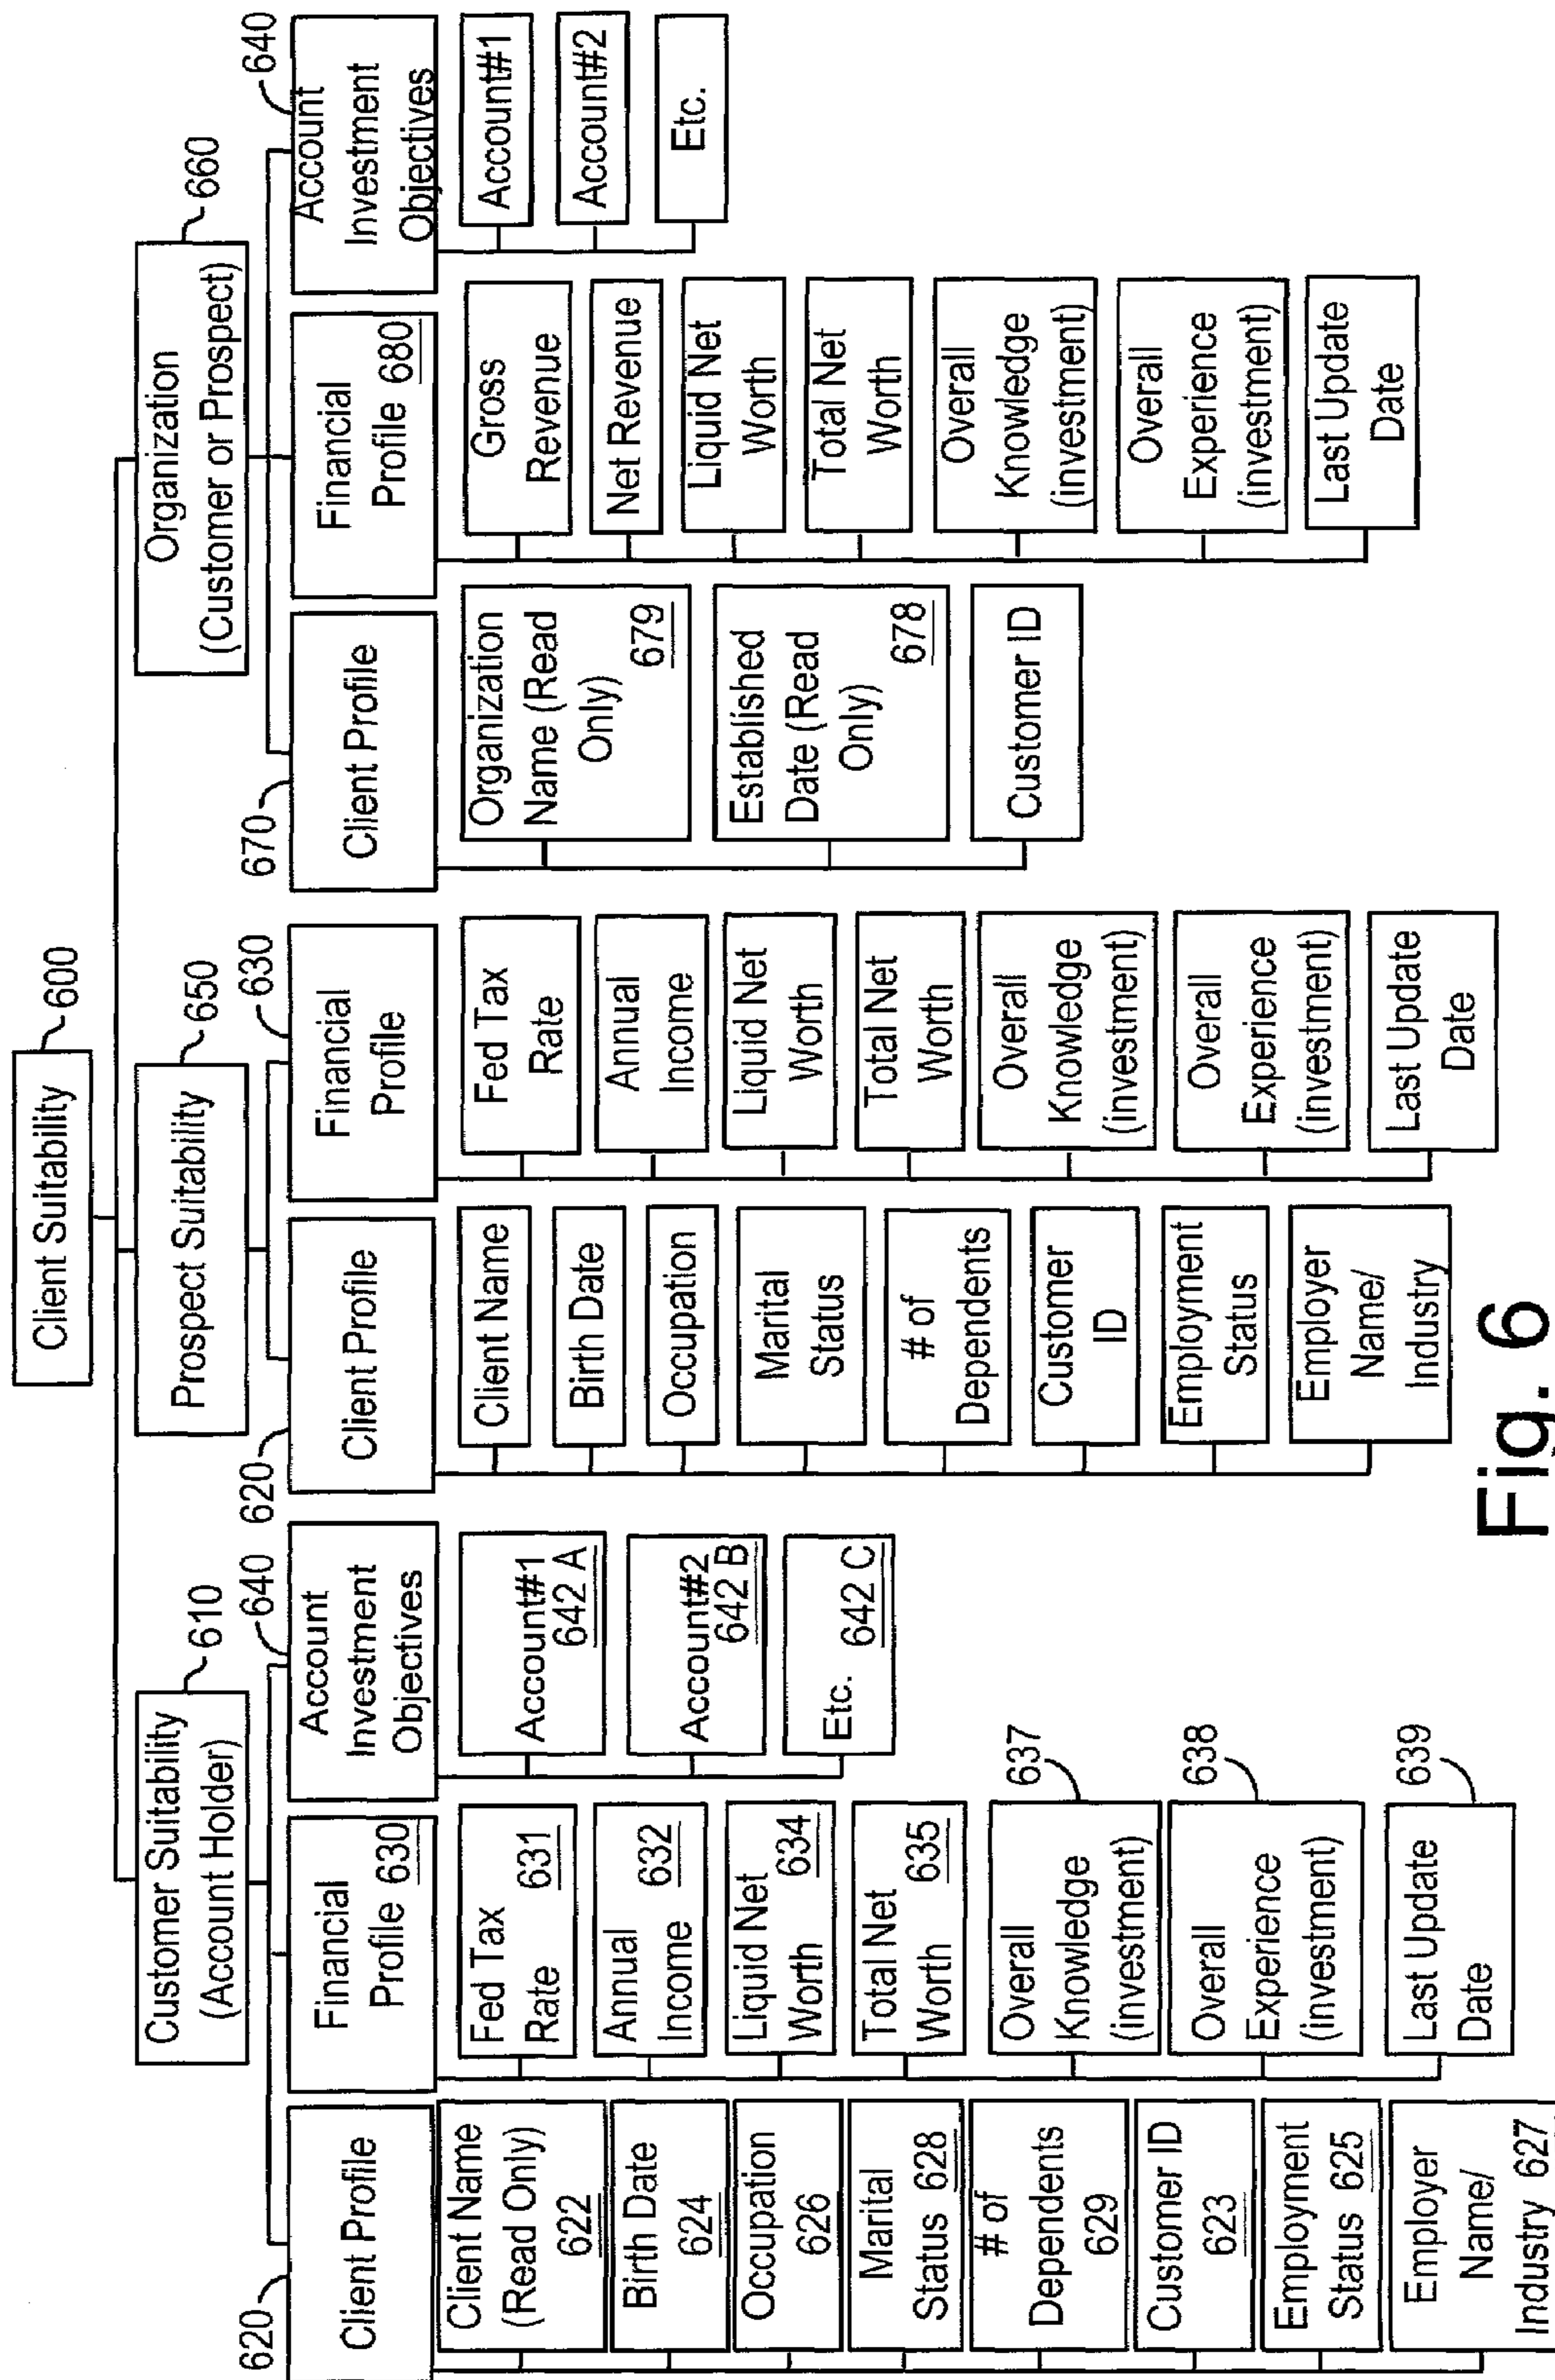 Client Suitability
600
Customer Suitability
(Account Holder)
610
Client Profile
620
Client Name
(Read Only)
622
Birth Date
624
Occupation
626
Marital
Status 628
# of
Dependents
629
Customer ID
623
Employment
Status 625
Employer
Name/
Industry 627
Financial
Profile 630
Fed Tax
Rate 631
Annual
Income 632
Liquid Net
Worth 634
Total Net
Worth 635
Overall
Knowledge
(investment)
637
Overall
Experience
(investment)
638
Last Update
Date
639
Account
Investment
Objectives
640
Account#1
642 A
Account#2
642 B
Etc. 642 C
Prospect Suitability
650
Client Profile
620
Client Name
Birth Date
Occupation
Marital
Status
# of
Dependents
Customer
ID
Employment
Status
Employer
Name/
Industry
Financial
Profile
630
Fed Tax
Rate
Annual
Income
Liquid Net
Worth
Total Net
Worth
Overall
Knowledge
(investment)
Overall
Experience
(investment)
Last Update
Date
Organization
(Customer or Prospect)
660
Client Profile
670
Organization
Name (Read
Only) 679
Established
Date (Read
Only) 678
Customer ID
Financial
Profile 680
Gross
Revenue
Net Revenue
Liquid Net
Worth
Total Net
Worth
Overall
Knowledge
(investment)
Overall
Experience
(investment)
Last Update
Date
Account
Investment
Objectives
640
Account#1
Account#2
Etc.
Fig. 6